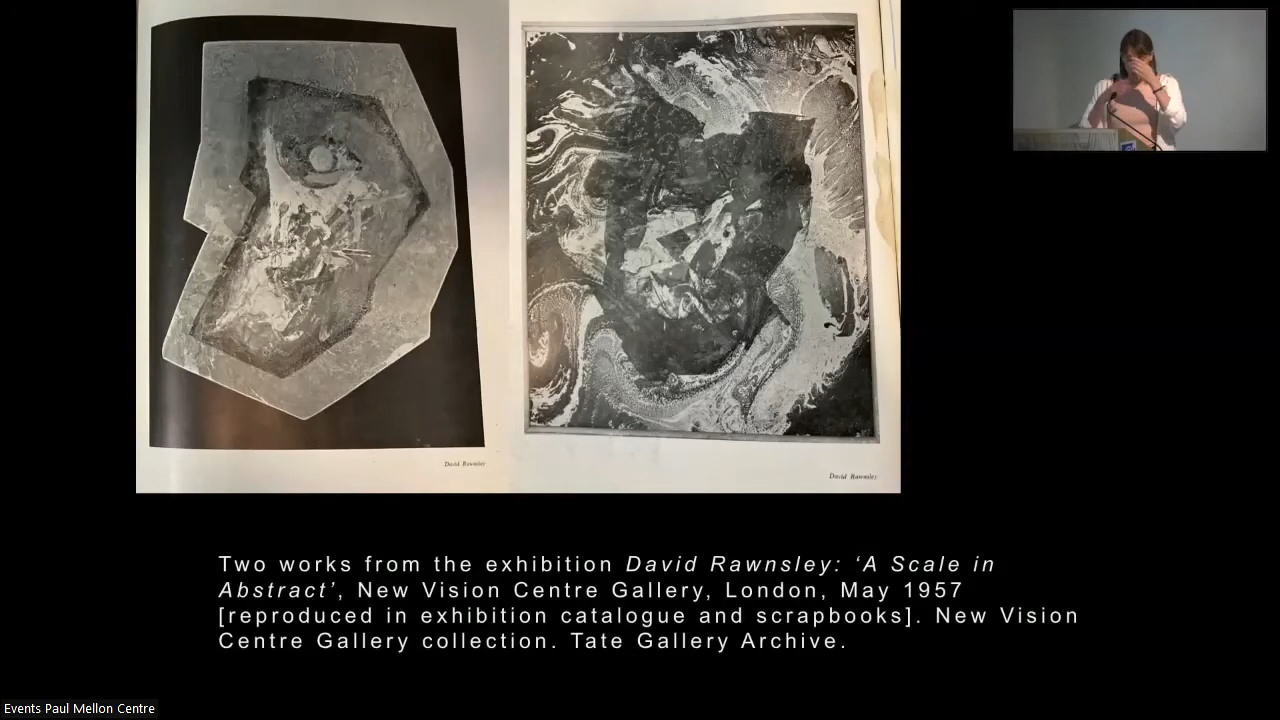 David Rawnsley
David Rawnsley
Two works from the exhibition David Rawnsley: ‘A Scale in
Abstract’, New Vision Centre Gallery, London, May 1957
[reproduced in exhibition catalogue and scrapbooks]. New Vision
Centre Gallery collection. Tate Gallery Archive.
Events Paul Mellon Centre